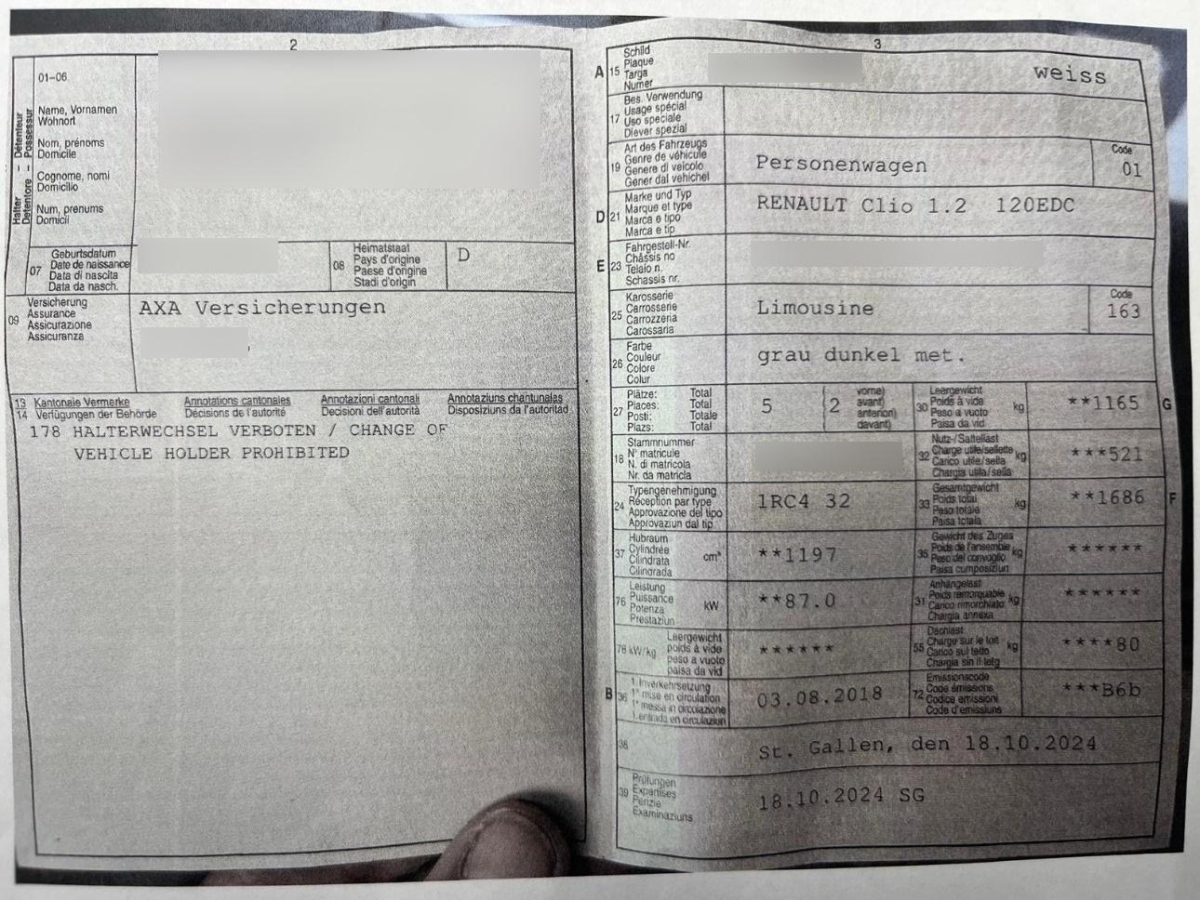 2
01-06
Halter - Détenteur
Detentore - Possessur
Name, Vornamen
Wohnort
Nom, prénoms
Domicile
Cognome, nomi
Domicilio
Num, prenums
Domicil
07
Geburtsdatum
Date de naissance
Data di nascita
Data da nasch.
08
Heimatstaat
Pays d'origine
Paese d'origine
Stadi d'origin
D
09
Versicherung
Assurance
Assicurazione
Assicuranza
AXA Versicherungen
13 Kantonale Vermerke Annotations cantonales Annotazioni cantonali Annotaziuns chantunalas
14 Verfügungen der Behörde Décisions de l'autorité Decisioni dell'autorità Disposiziuns da l'autoritad
178 HALTERWECHSEL VERBOTEN / CHANGE OF
VEHICLE HOLDER PROHIBITED
3
A 15
Schild
Plaque
Targa
Numer
weiss
17
Bes. Verwendung
Usage spécial
Uso speciale
Diever spezial
19
Art des Fahrzeugs
Genre de véhicule
Genere di veicolo
Gener dal vehichel
Personenwagen
Code
01
D 21
Marke und Typ
Marque et type
Marca e tipo
Marca e tip
RENAULT Clio 1.2 120EDC
E 23
Fahrgestell-Nr.
Châssis no
Telaio n.
Schassis nr.
25
Karosserie
Carrosserie
Carrozzeria
Carossaria
Limousine
Code
163
26
Farbe
Couleur
Colore
Colur
grau dunkel met.
27
Plätze: Total
Places: Total
Posti: Totale
Plazs: Total
5
2
vorne)
avant)
anteriori)
davant)
30
Leergewicht
Poids à vide
Peso a vuoto
Paisa da vid
kg
**1165
G
18
Stammnummer
N° matricule
N. di matricola
Nr. da matricla
32
Nutz-/Sattellast
Charge utile/sellette
Carico utile/sella
Chargia utila/sella
kg
***521
24
Typengenehmigung
Réception par type
Approvazione del tipo
Approvaziun dal tip
1RC4 32
33
Gesamtgewicht
Poids total
Peso totale
Paisa totala
kg
**1686
F
37
Hubraum
Cylindrée
Cilindrata
Cilindrada
cm³
**1197
35
Gewicht des Zuges
Poids de l'ensemble
Peso del convoglio
Paisa cumposiziun
kg
******
76
Leistung
Puissance
Potenza
Prestaziun
kW
**87.0
31
Anhängelast
Poids remorquable
Carico rimorchiato
Chargia annexa
kg
******
78 kW/kg
Leergewicht
poids à vide
peso a vuoto
paisa da vid
******
55
Dachlast
Charge sur le toit
Carico sul tetto
Chargia sin il tetg
kg
****80
B 36
1. Inverkehrsetzung
1re mise en circulation
1a messa in circolazione
1. entrada en circulaziun
03.08.2018
72
Emissionscode
Code émissions
Codice emissioni
Code d'emissiuns
***B6b
38
St. Gallen, den 18.10.2024
39
Prüfungen
Expertises
Perizie
Examinaziuns
18.10.2024 SG